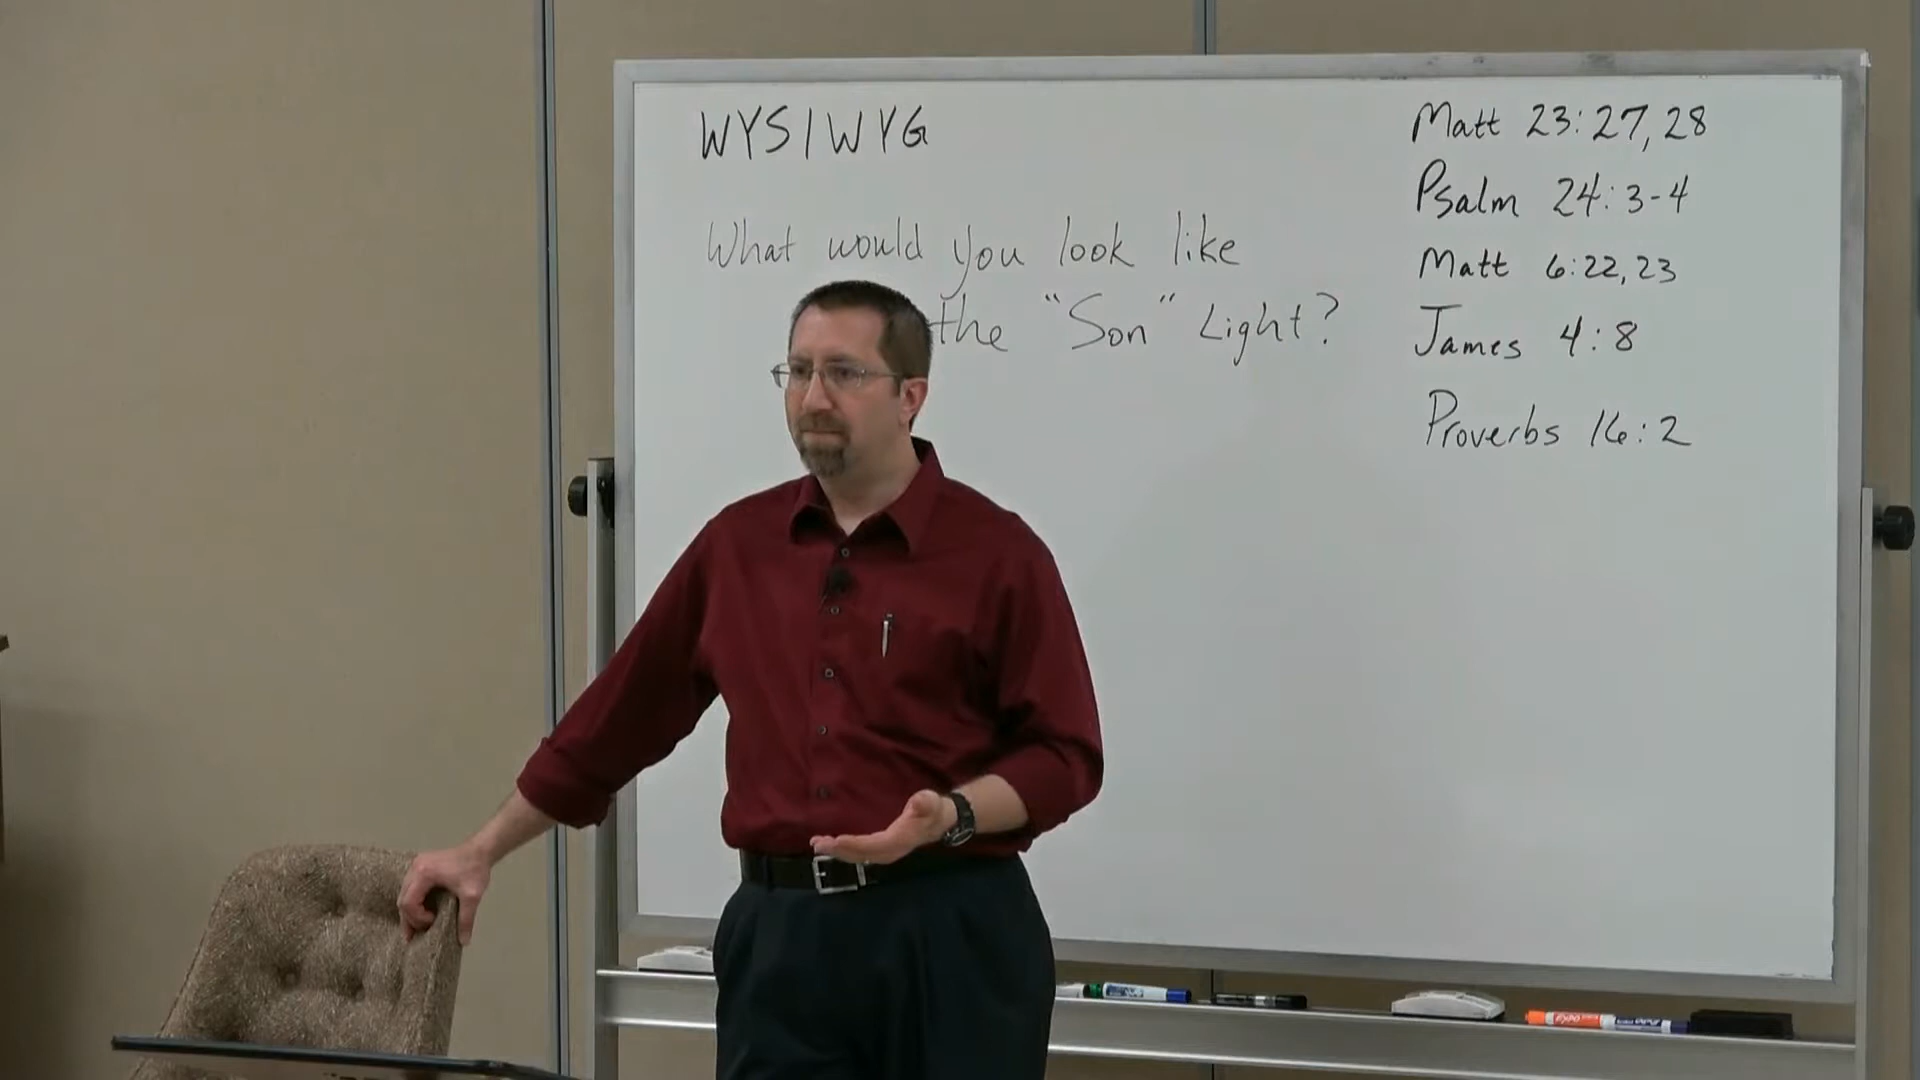 WYSIWYG
What would you look like
the "Son" Light?
Matt 23:27,28
Psalm 24:3-4
Matt 6:22,23
James 4:8
Proverbs 16:2
EXPO